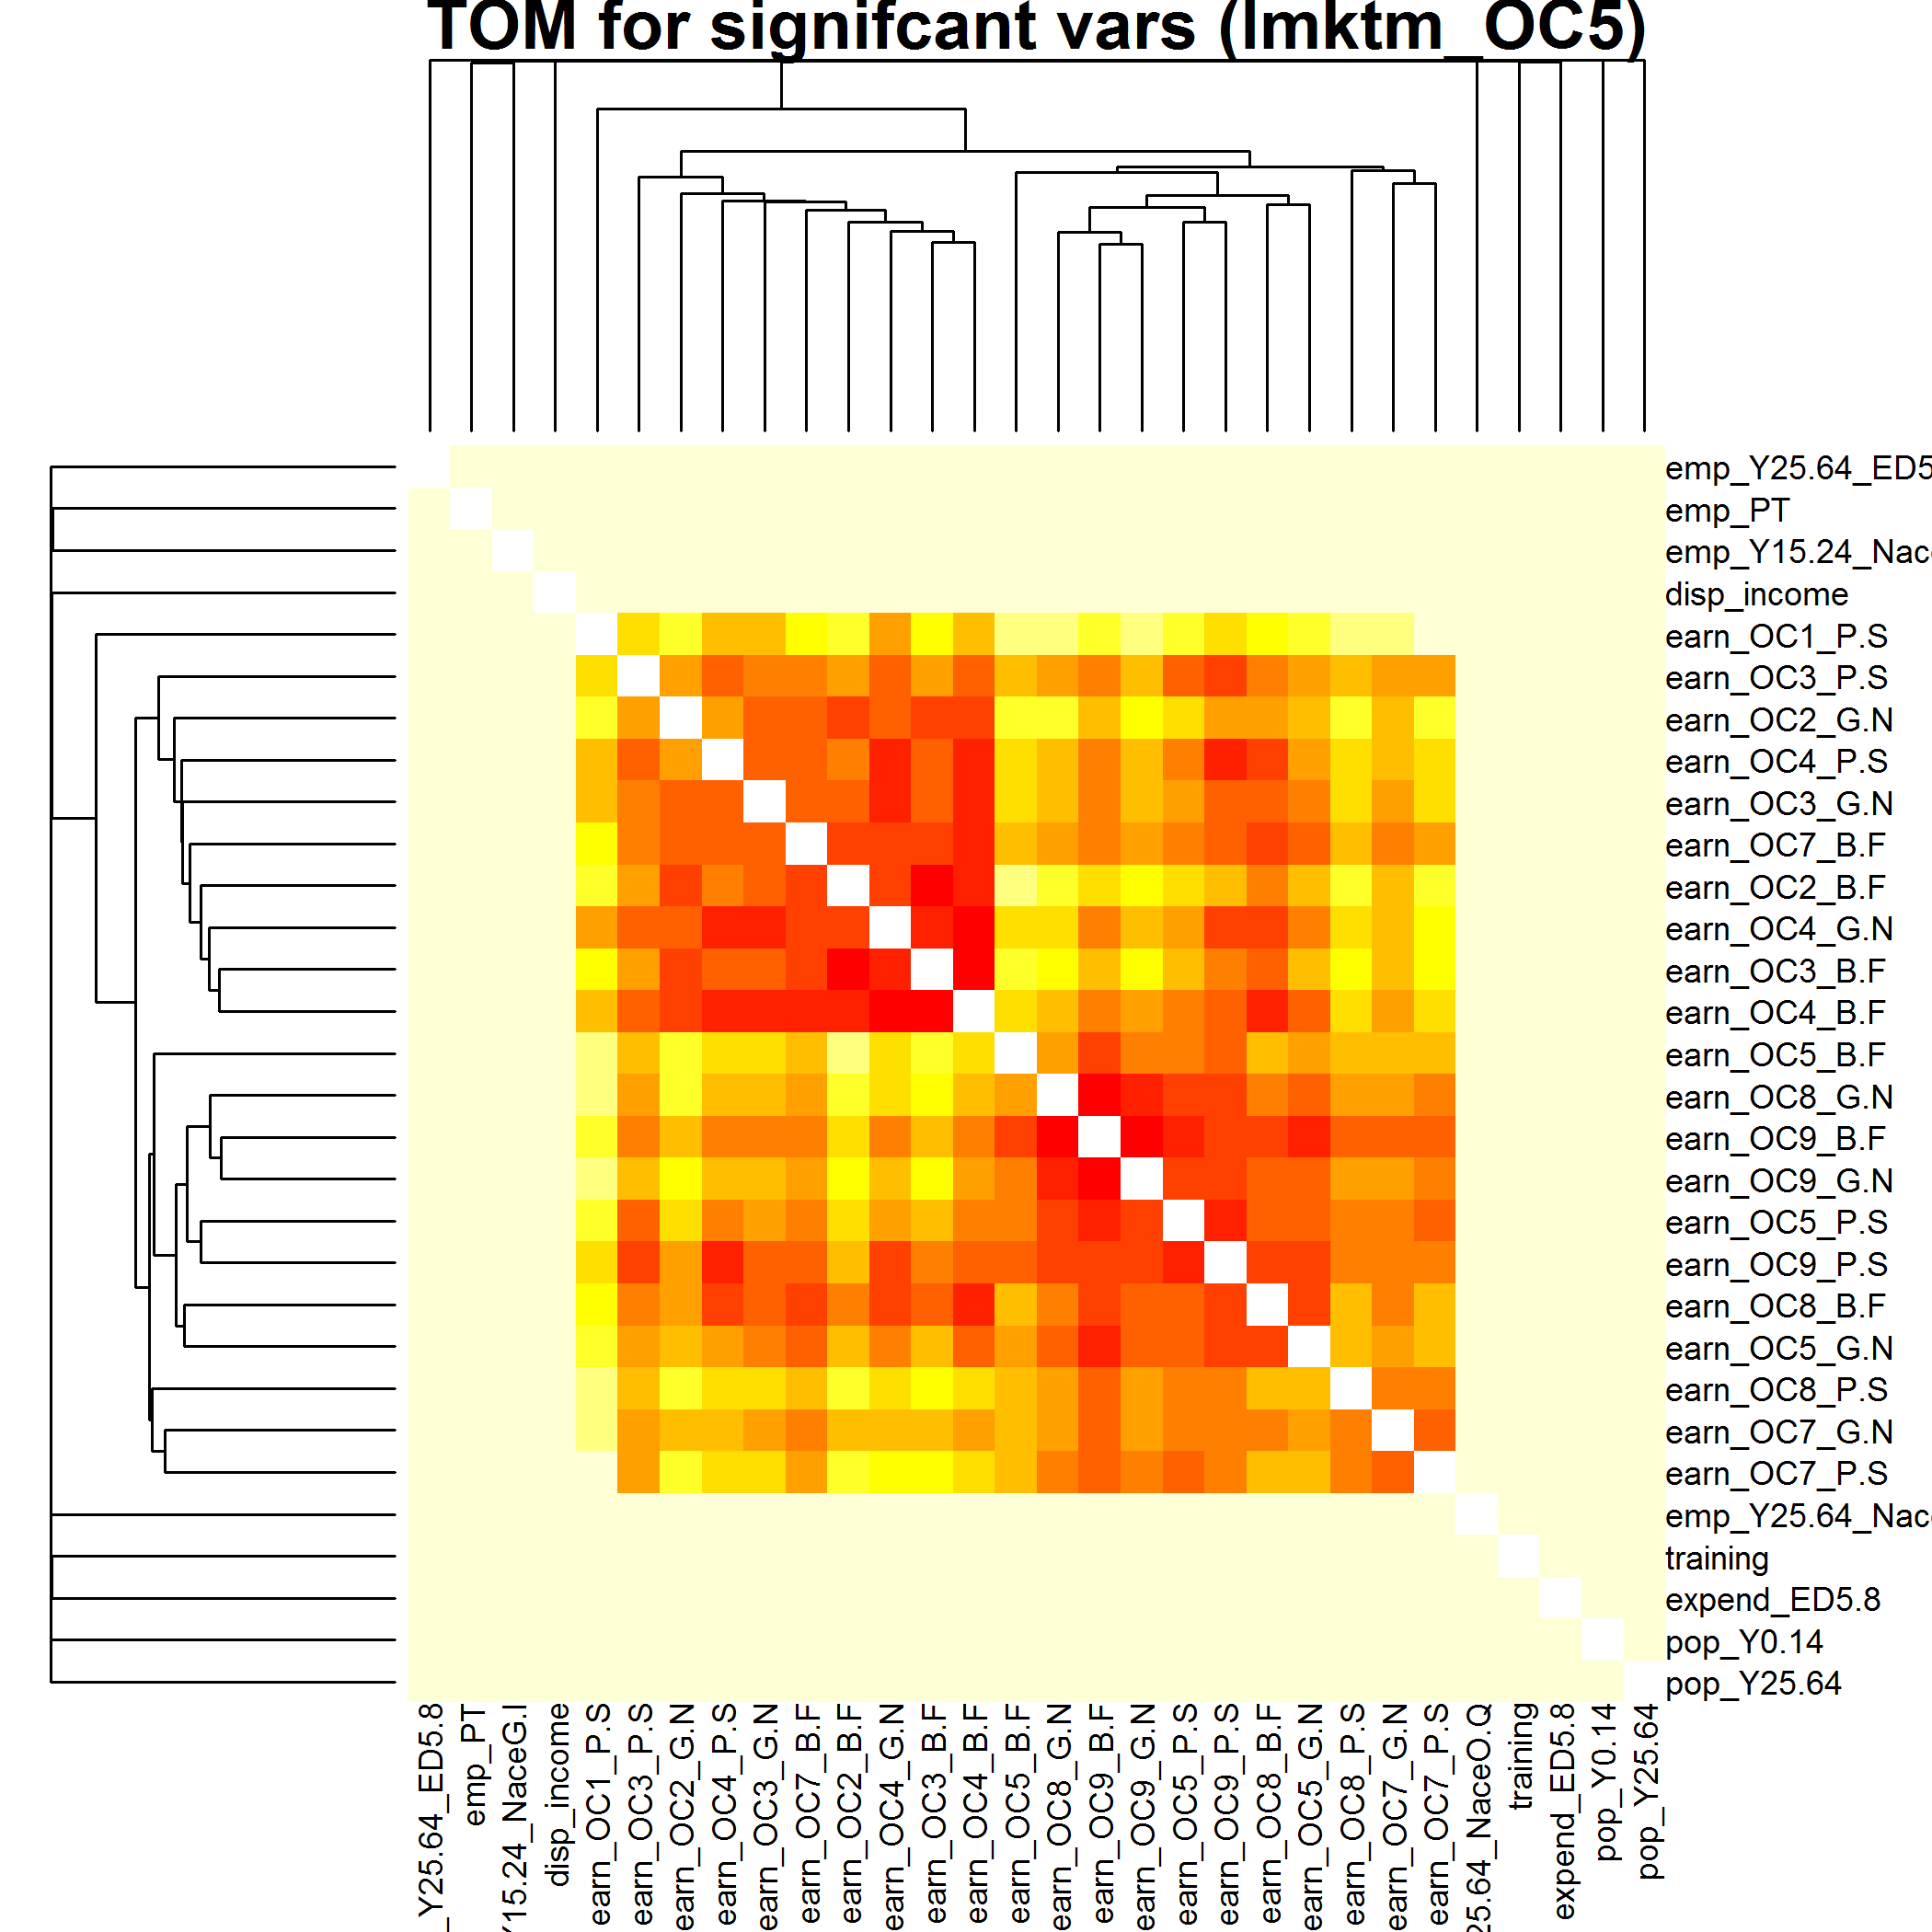 TOM for signifcant vars (lmktm_OC5)
emp_Y25.64_ED5
emp_PT
emp_Y15.24_Nace
disp_income
earn_OC1_P.S
earn_OC3_P.S
earn_OC2_G.N
earn_OC4_P.S
earn_OC3_G.N
earn_OC7_B.F
earn_OC2_B.F
earn_OC4_G.N
earn_OC3_B.F
earn_OC4_B.F
earn_OC5_B.F
earn_OC8_G.N
earn_OC9_B.F
earn_OC9_G.N
earn_OC5_P.S
earn_OC9_P.S
earn_OC8_B.F
earn_OC5_G.N
earn_OC8_P.S
earn_OC7_G.N
earn_OC7_P.S
emp_Y25.64_Nace
training
expend_ED5.8
pop_Y0.14
pop_Y25.64
_Y25.64_ED5.8
emp_PT
Y15.24_NaceG.I
disp_income
earn_OC1_P.S
earn_OC3_P.S
earn_OC2_G.N
earn_OC4_P.S
earn_OC3_G.N
earn_OC7_B.F
earn_OC2_B.F
earn_OC4_G.N
earn_OC3_B.F
earn_OC4_B.F
earn_OC5_B.F
earn_OC8_G.N
earn_OC9_B.F
earn_OC9_G.N
earn_OC5_P.S
earn_OC9_P.S
earn_OC8_B.F
earn_OC5_G.N
earn_OC8_P.S
earn_OC7_G.N
earn_OC7_P.S
25.64_NaceO.Q
training
expend_ED5.8
pop_Y0.14
pop_Y25.64